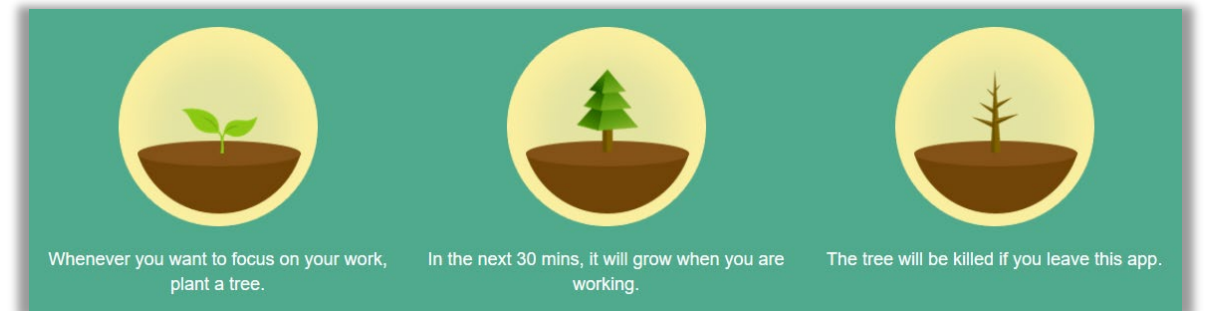 Whenever you want to focus on your work,
plant a tree.
In the next 30 mins, it will grow when you are
working.
The tree will be killed if you leave this app.